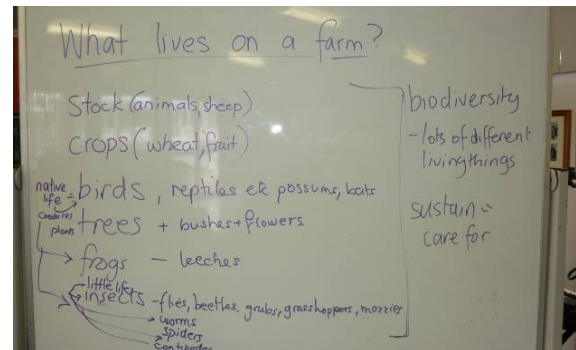 What lives on a farm?
Stock (animals, sheep)
crops (wheat, fruit)
native life = birds, reptiles etc possums, bats
creatures
plants trees + bushes + flowers
frogs - leeches
little life
insects - flies, beetles, grubs, grasshoppers, mozzies
worms
spiders
centipedes
biodiversity
- lots of different
living things
sustain =
care for